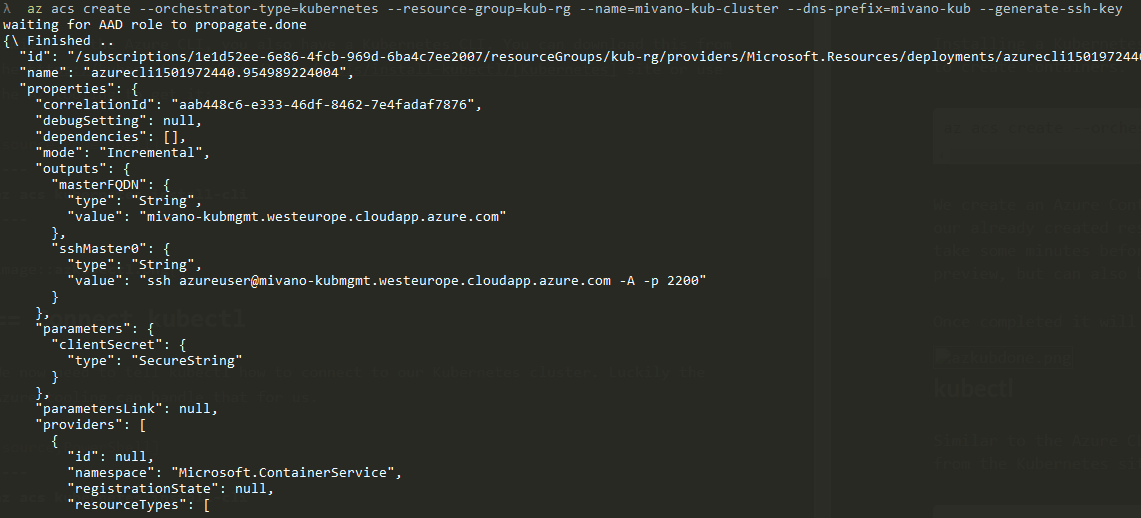 λ az acs create --orchestrator-type=kubernetes --resource-group=kub-rg --name=mivano-kub-cluster --dns-prefix=mivano-kub --generate-ssh-key
waiting for AAD role to propagate.done
{\ Finished ..
  "id": "/subscriptions/1e1d52ee-6e86-4fcb-969d-6ba4c7ee2007/resourceGroups/kub-rg/providers/Microsoft.Resources/deployments/azurecli150197244
  "name": "azurecli1501972440.954989224004",
  "properties": {
    "correlationId": "aab448c6-e333-46df-8462-7e4fadaf7876",
    "debugSetting": null,
    "dependencies": [],
    "mode": "Incremental",
    "outputs": {
      "masterFQDN": {
        "type": "String",
        "value": "mivano-kubmgmt.westeurope.cloudapp.azure.com"
      },
      "sshMaster0": {
        "type": "String",
        "value": "ssh azureuser@mivano-kubmgmt.westeurope.cloudapp.azure.com -A -p 2200"
      }
    },
    "parameters": {
      "clientSecret": {
        "type": "SecureString"
      }
    },
    "parametersLink": null,
    "providers": [
      {
        "id": null,
        "namespace": "Microsoft.ContainerService",
        "registrationState": null,
        "resourceTypes": [
kubectl